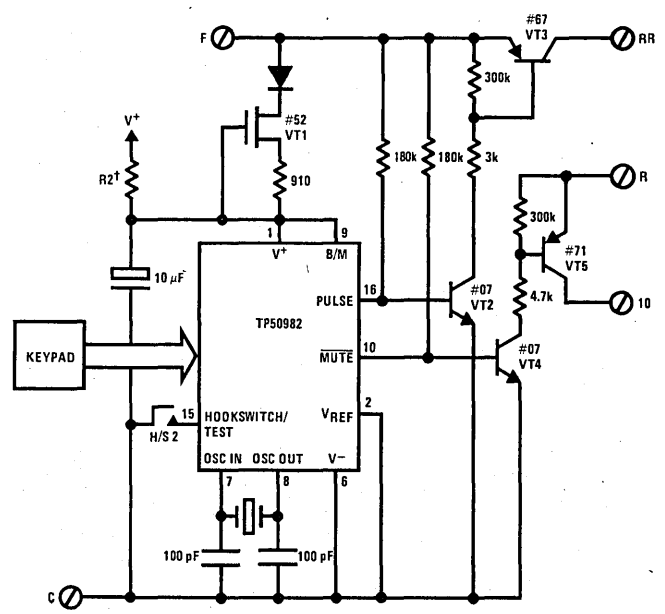 #67
VT3
F
RR
300k
V+
#52
VT1
R2†
180k
180k
3k
910
R
1
9
V+
B/M
300k
#71
VT5
10 µF
PULSE
16
#07
VT2
4.7k
10
TP50982
KEYPAD
MUTE
10
#07
VT4
2
VREF
15
HOOKSWITCH/
TEST
H/S 2
OSC IN
OSC OUT
V−
7
8
6
100 pF
100 pF
C